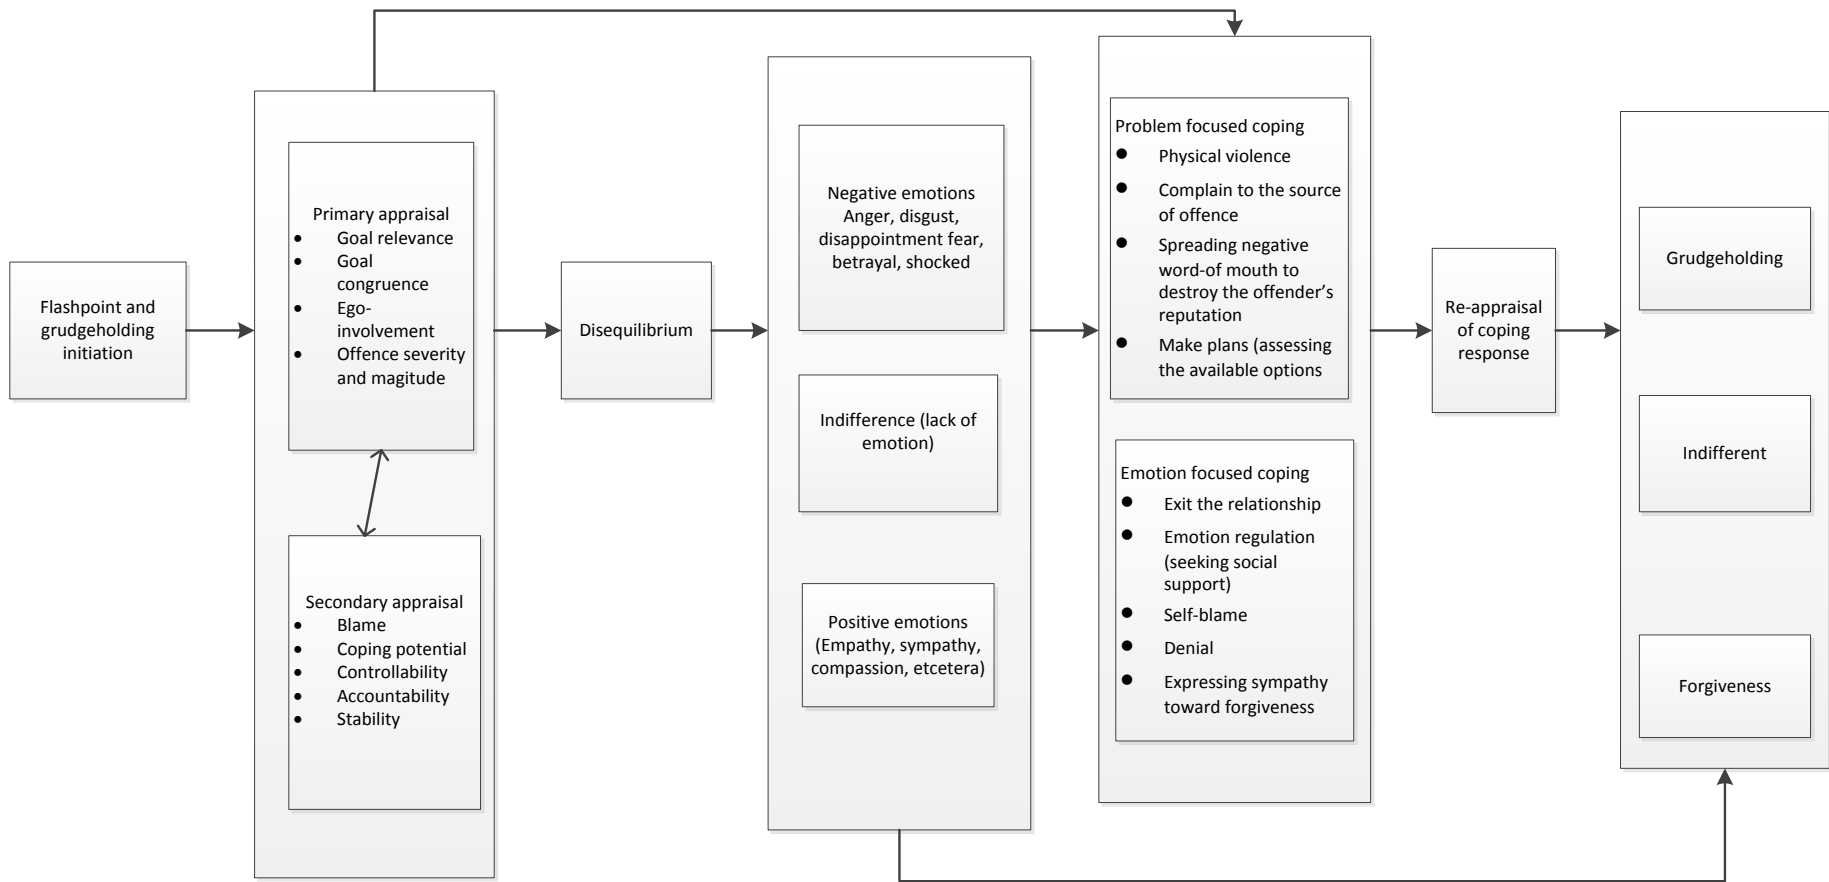 Flashpoint and
grudgeholding
initiation
Primary appraisal
• Goal relevance
• Goal
congruence
• Ego-
involvement
• Offence severity
and magitude
Secondary appraisal
• Blame
• Coping potential
• Controllability
• Accountability
• Stability
Disequilibrium
Negative emotions
Anger, disgust,
disappointment fear,
betrayal, shocked
Indifference (lack of
emotion)
Positive emotions
(Empathy, sympathy,
compassion, etcetera)
Problem focused coping
• Physical violence
• Complain to the source
of offence
• Spreading negative
word-of mouth to
destroy the offender’s
reputation
• Make plans (assessing
the available options
Emotion focused coping
• Exit the relationship
• Emotion regulation
(seeking social
support)
• Self-blame
• Denial
• Expressing sympathy
toward forgiveness
Re-appraisal
of coping
response
Grudgeholding
Indifferent
Forgiveness